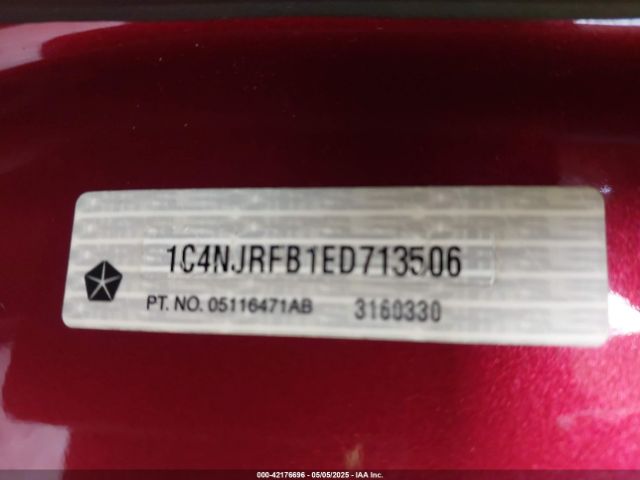 1C4NJRFB1ED713506
PT. NO. 05116471AB 3160330
000-42176696 - 05/05/2025 - IAA Inc.